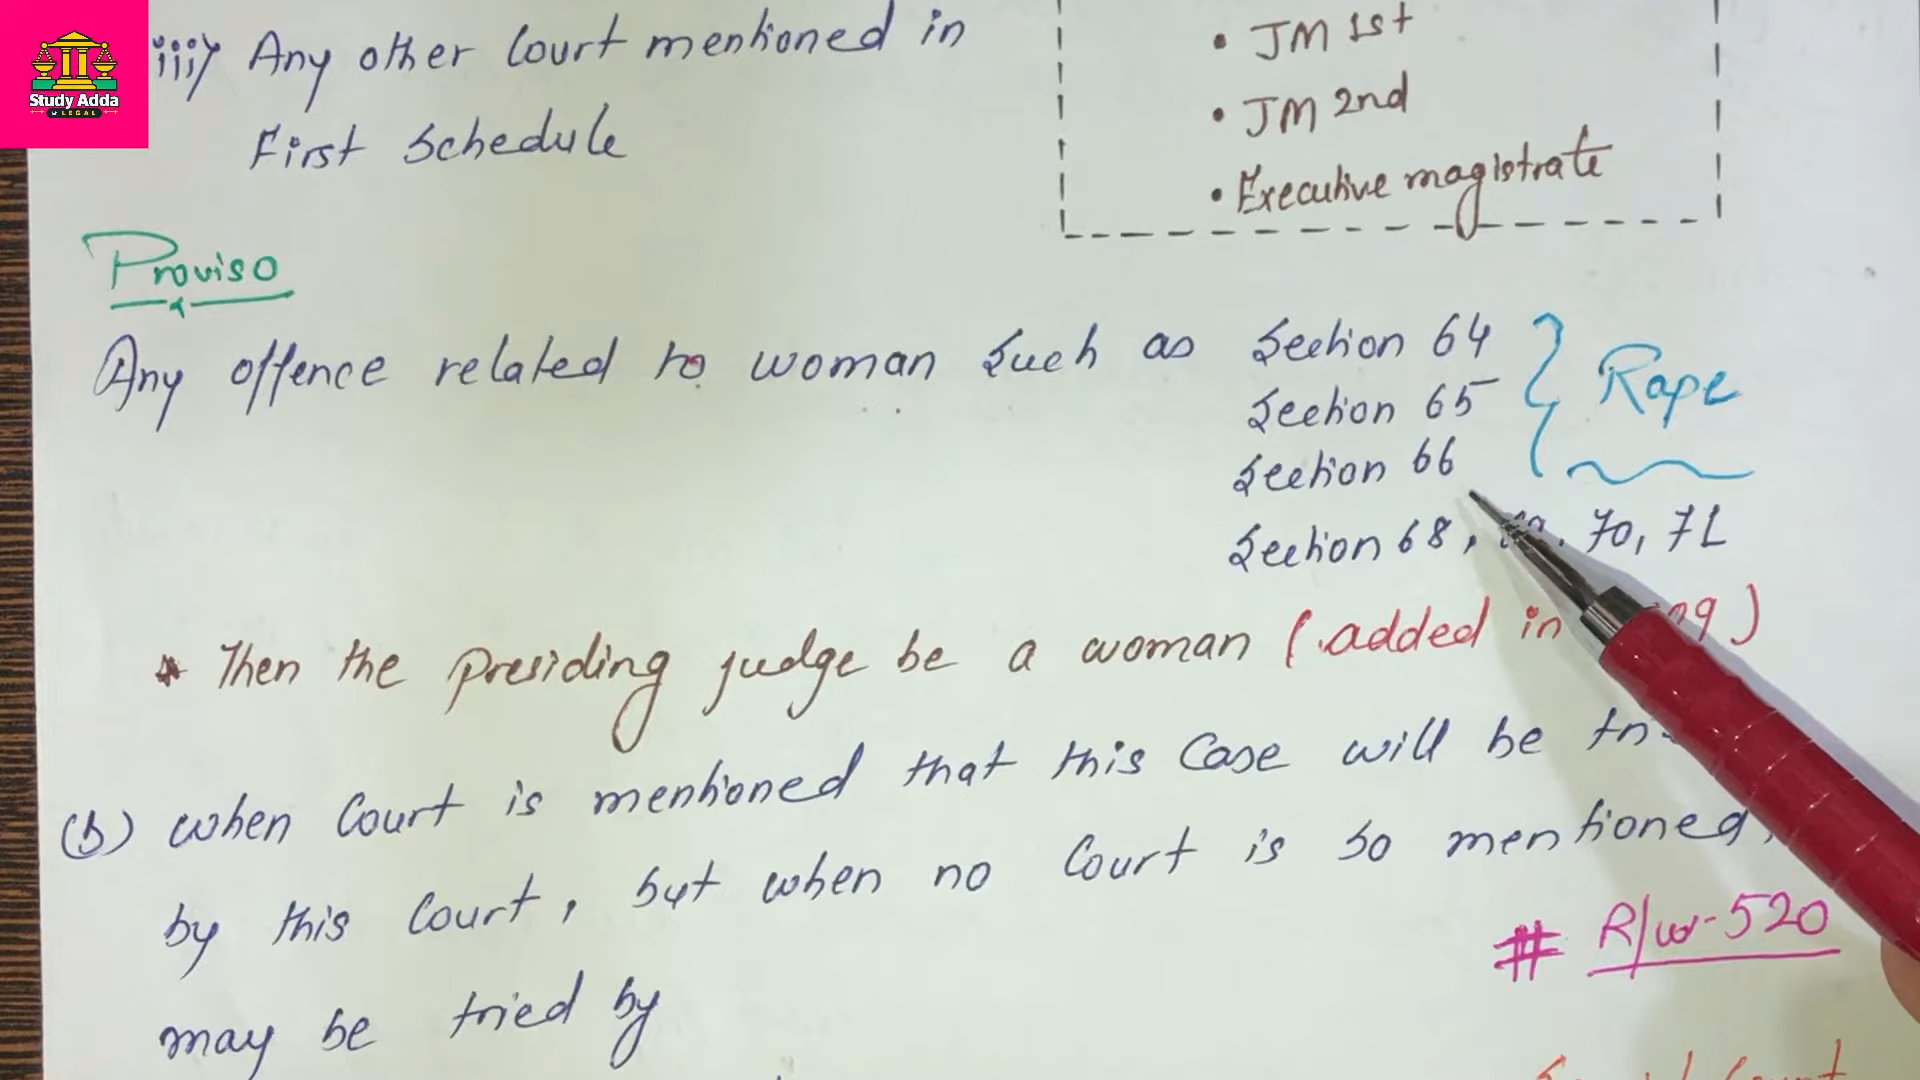 Study Adda
LEGAL
iii) Any other Court mentioned in
First Schedule
• JM 1st
• JM 2nd
• Executive magistrate
Proviso
Any offence related to woman such as Section 64
Section 65
Section 66
Rape
Section 68, 70, 71
* Then the presiding judge be a woman (added in
(b) when Court is mentioned that this Case will be
by this Court, but when no Court is so mentioned,
# R/w-520
may be tried by
Court